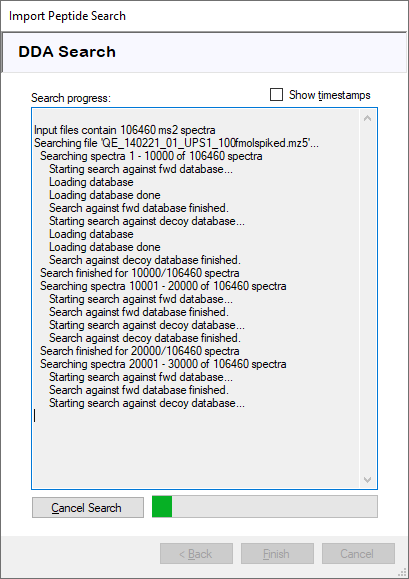 Import Peptide Search
DDA Search
Search progress:
Show timestamps
Input files contain 106460 ms2 spectra
Searching file 'QE_140221_01_UPS1_100fmolspiked.mz5'...
Searching spectra 1 - 10000 of 106460 spectra
Starting search against fwd database...
Loading database
Loading database done
Search against fwd database finished.
Starting search against decoy database...
Loading database
Loading database done
Search against decoy database finished.
Search finished for 10000/106460 spectra
Searching spectra 10001 - 20000 of 106460 spectra
Starting search against fwd database...
Search against fwd database finished.
Starting search against decoy database...
Search against decoy database finished.
Search finished for 20000/106460 spectra
Searching spectra 20001 - 30000 of 106460 spectra
Starting search against fwd database...
Search against fwd database finished.
Starting search against decoy database...
Cancel Search
< Back
Finish
Cancel